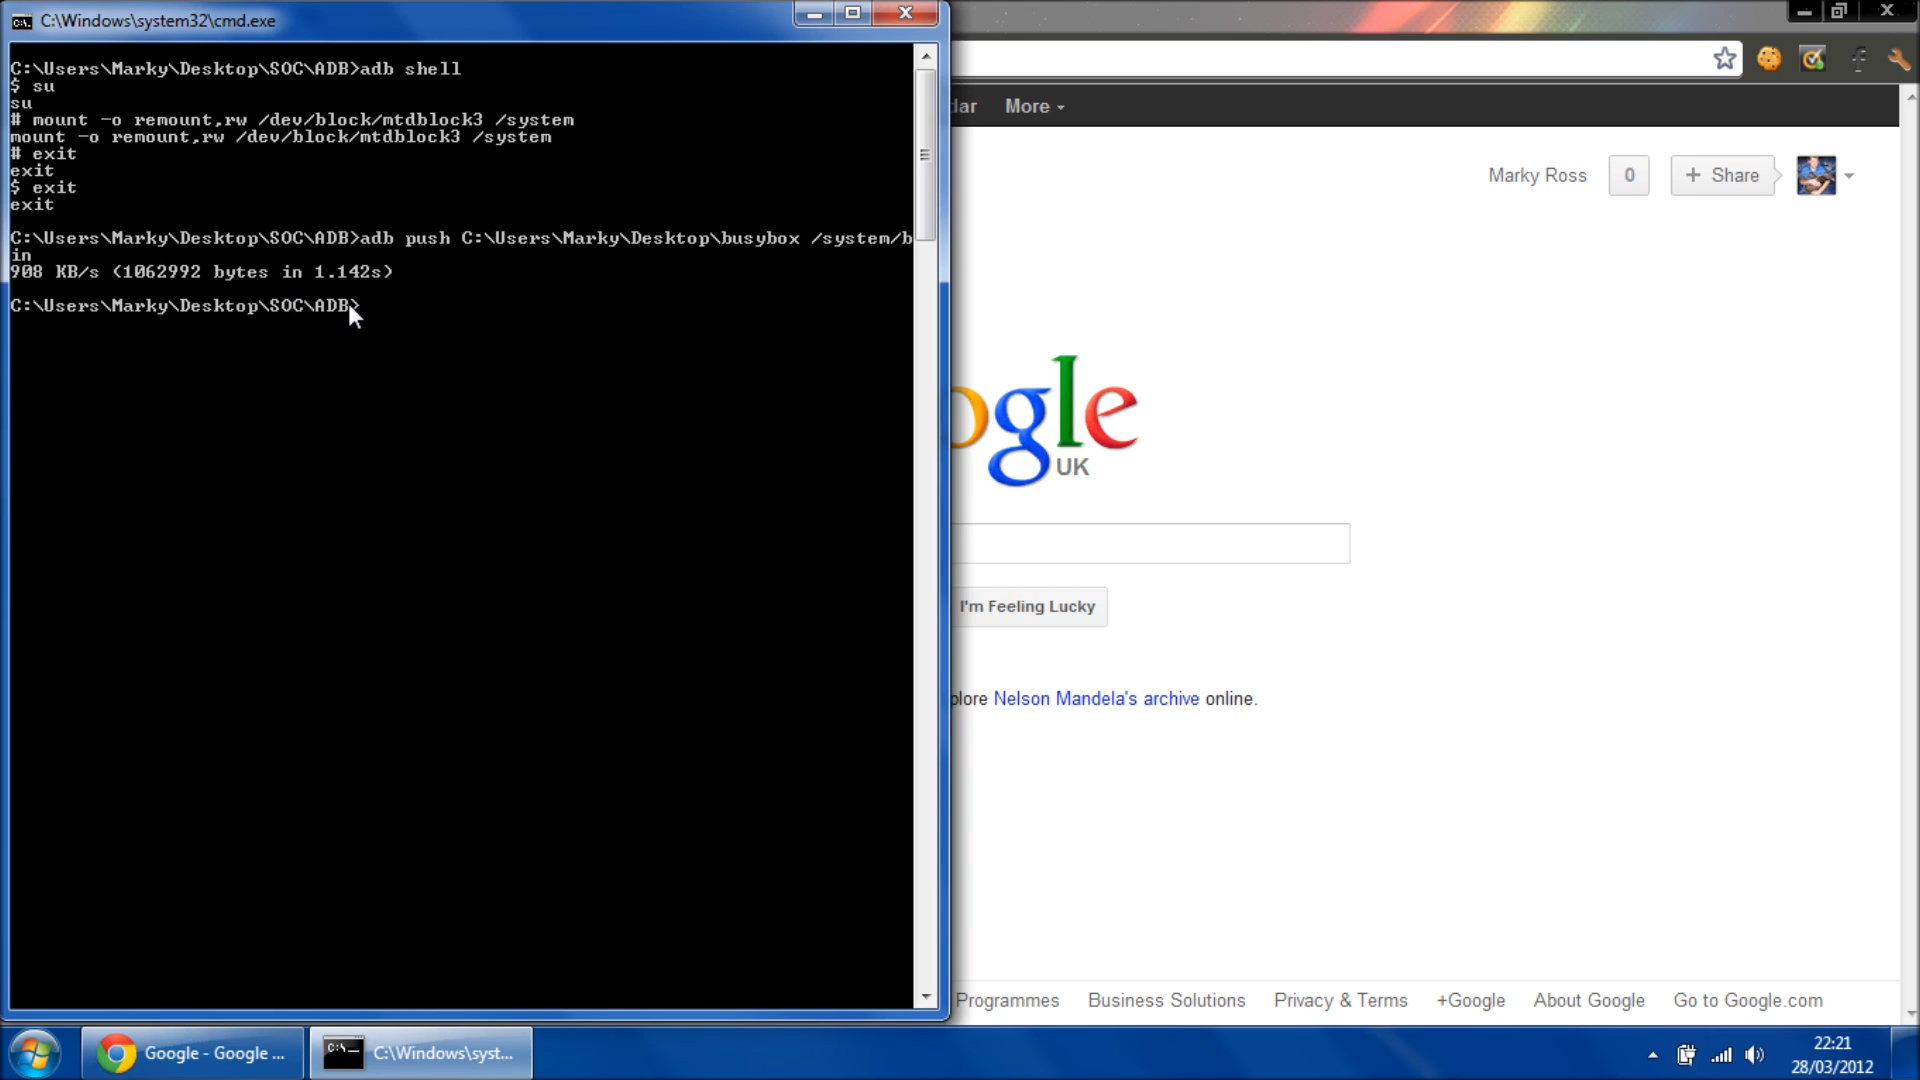 C:\Windows\system32\cmd.exe
C:\Users\Marky\Desktop\SOC\ADB>adb shell
$ su
su
# mount -o remount,rw /dev/block/mtdblock3 /system
mount -o remount,rw /dev/block/mtdblock3 /system
# exit
exit
$ exit
exit
C:\Users\Marky\Desktop\SOC\ADB>adb push C:\Users\Marky\Desktop\busybox /system/b
in
908 KB/s (1062992 bytes in 1.142s)
C:\Users\Marky\Desktop\SOC\ADB>
dar More
Marky Ross 0 + Share
ogle
UK
I'm Feeling Lucky
plore Nelson Mandela's archive online.
Programmes Business Solutions Privacy & Terms +Google About Google Go to Google.com
Google - Google ...
C:\Windows\syst...
22:21
28/03/2012